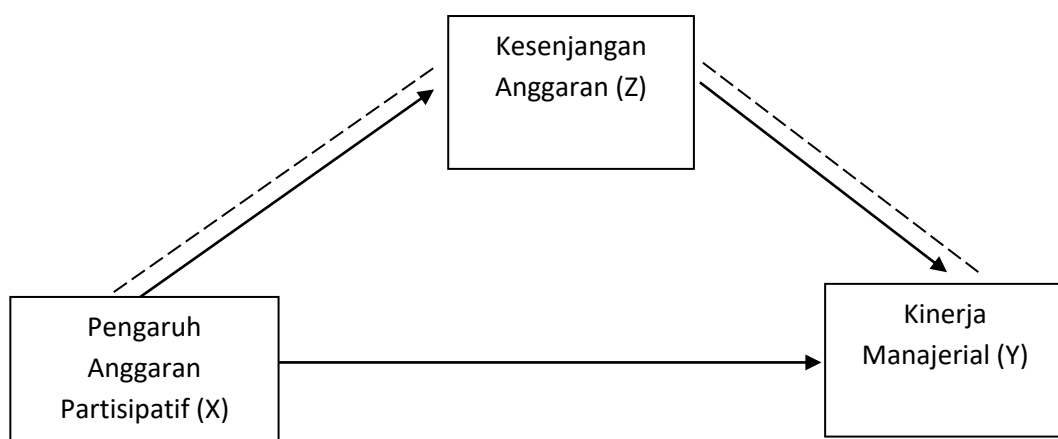 Kesenjangan
Anggaran (Z)
Pengaruh
Anggaran
Partisipatif (X)
Kinerja
Manajerial (Y)